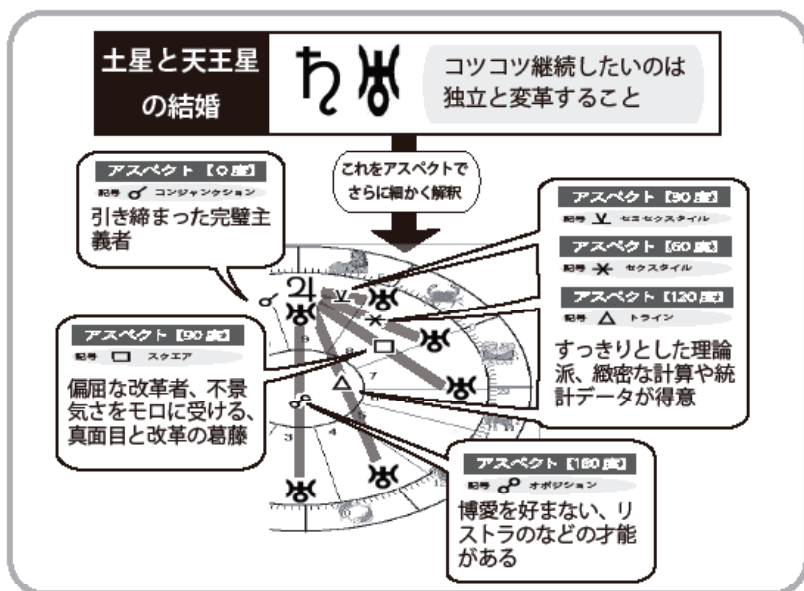 土星と天王星
の結婚
♄ ♅
コツコツ継続したいのは
独立と変革すること
これをアスペクトで
さらに細かく解釈
アスペクト【0度】
記号 ☌ コンジャンクション
引き締まった完璧主
義者
アスペクト【90度】
記号 □ スクエア
偏屈な改革者、不景
気さをモロに受ける、
真面目と改革の葛藤
アスペクト【30度】
記号 ⚺ セミセクスタイル
アスペクト【60度】
記号 ⚹ セクスタイル
アスペクト【120度】
記号 △ トライン
すっきりとした理論
派、緻密な計算や統
計データが得意
アスペクト【180度】
記号 ☍ オポジション
博愛を好まない、リ
ストラのなどの才能
がある